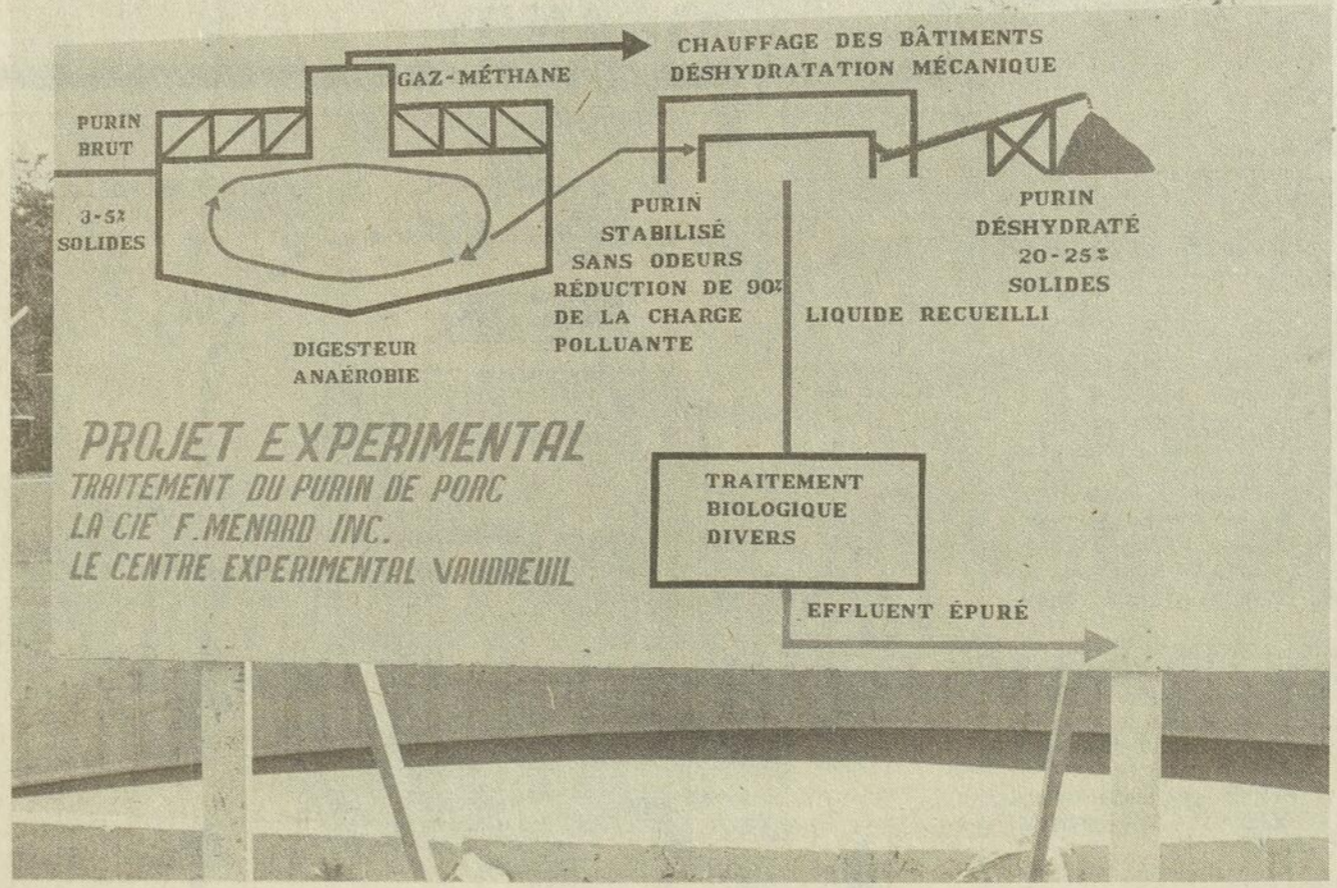 CHAUFFAGE DES BÂTIMENTS
DÉSHYDRATATION MÉCANIQUE
GAZ-MÉTHANE
PURIN
BRUT
3-5%
SOLIDES
PURIN
STABILISÉ
SANS ODEURS
RÉDUCTION DE 90%
DE LA CHARGE
POLLUANTE
PURIN
DÉSHYDRATÉ
20-25%
SOLIDES
LIQUIDE RECUEILLI
DIGESTEUR
ANAÉROBIE
PROJET EXPERIMENTAL
TRAITEMENT DU PURIN DE PORC
LA CIE F. MENARD INC.
LE CENTRE EXPERIMENTAL VAUDREUIL
TRAITEMENT
BIOLOGIQUE
DIVERS
EFFLUENT ÉPURÉ